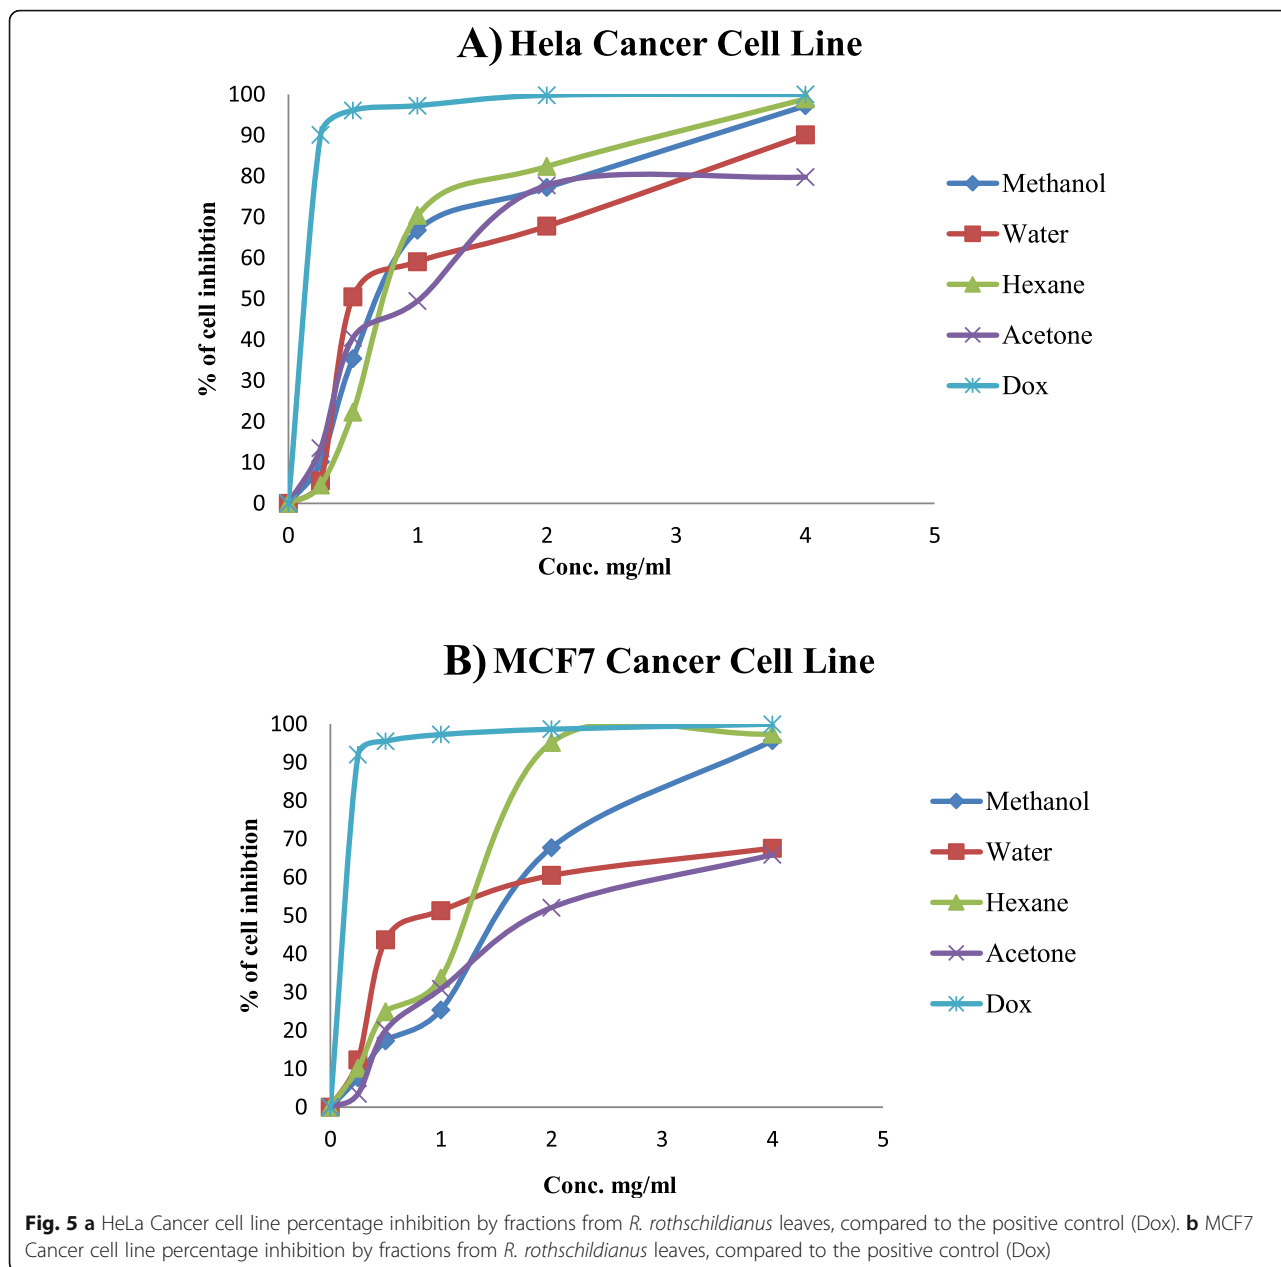 A) Hela Cancer Cell Line
100
90
80
70
60
50
40
30
20
10
0
% of cell inhibtion
0 1 2 3 4 5
Conc. mg/ml
Methanol
Water
Hexane
Acetone
Dox
B) MCF7 Cancer Cell Line
100
90
80
70
60
50
40
30
20
10
0
% of cell inhibition
0 1 2 3 4 5
Conc. mg/ml
Methanol
Water
Hexane
Acetone
Dox
Fig. 5 a HeLa Cancer cell line percentage inhibition by fractions from R. rothschildianus leaves, compared to the positive control (Dox). b MCF7
Cancer cell line percentage inhibition by fractions from R. rothschildianus leaves, compared to the positive control (Dox)